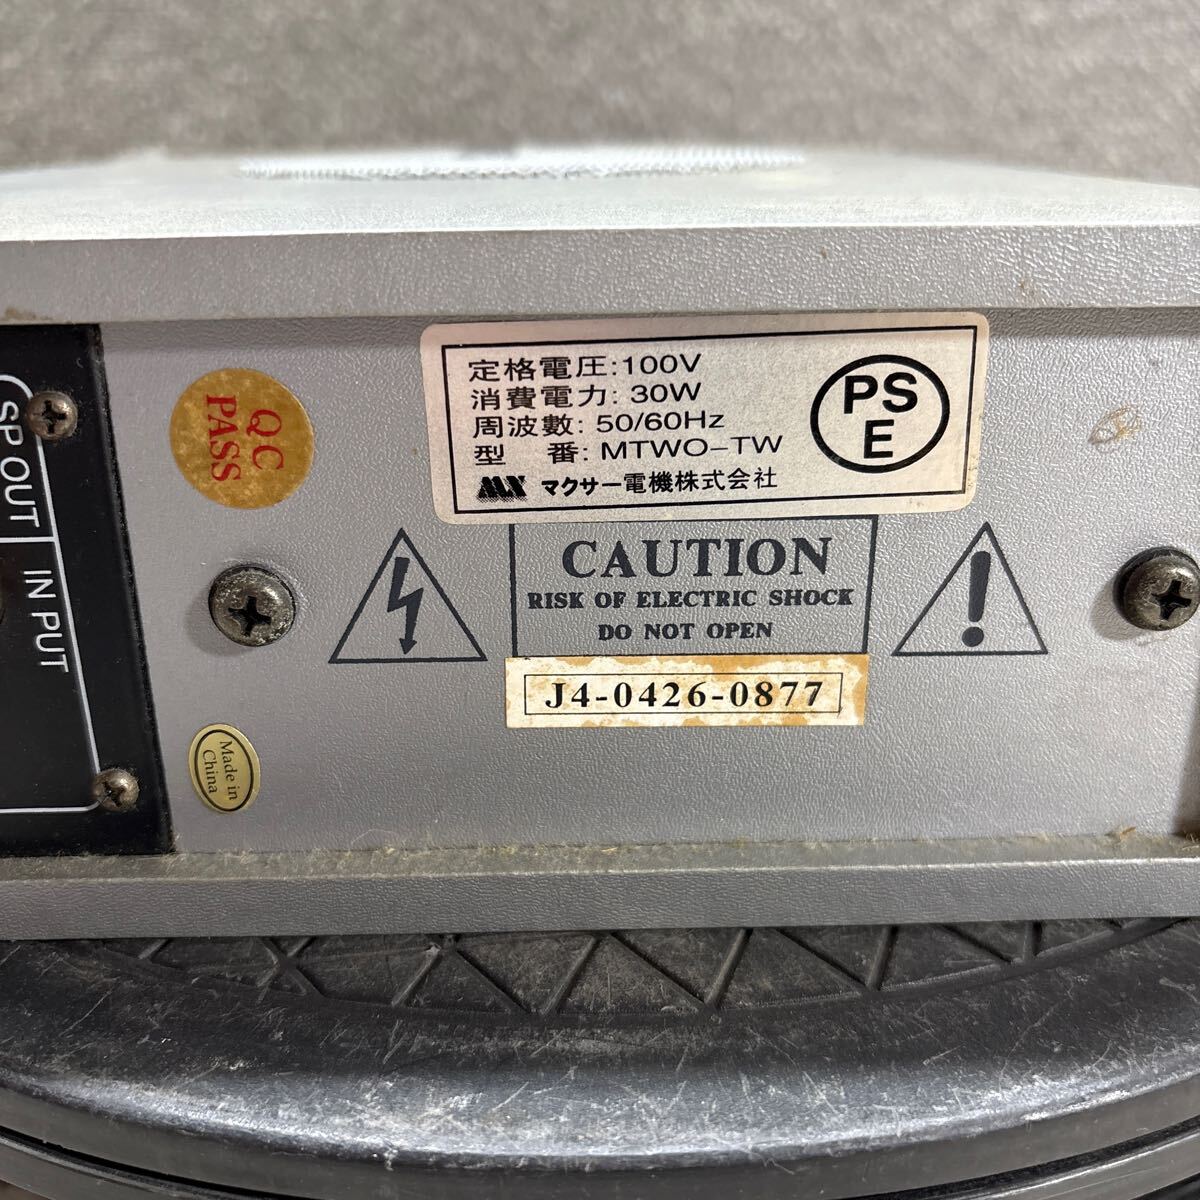 定格電圧:100V
消費電力: 30W
周波數: 50/60Hz
型 番: MTWO-TW
MX マクサー電機株式会社
PS
E
QC
PASS
SP OUT
IN PUT
CAUTION
RISK OF ELECTRIC SHOCK
DO NOT OPEN
J4-0426-0877
Made in
China